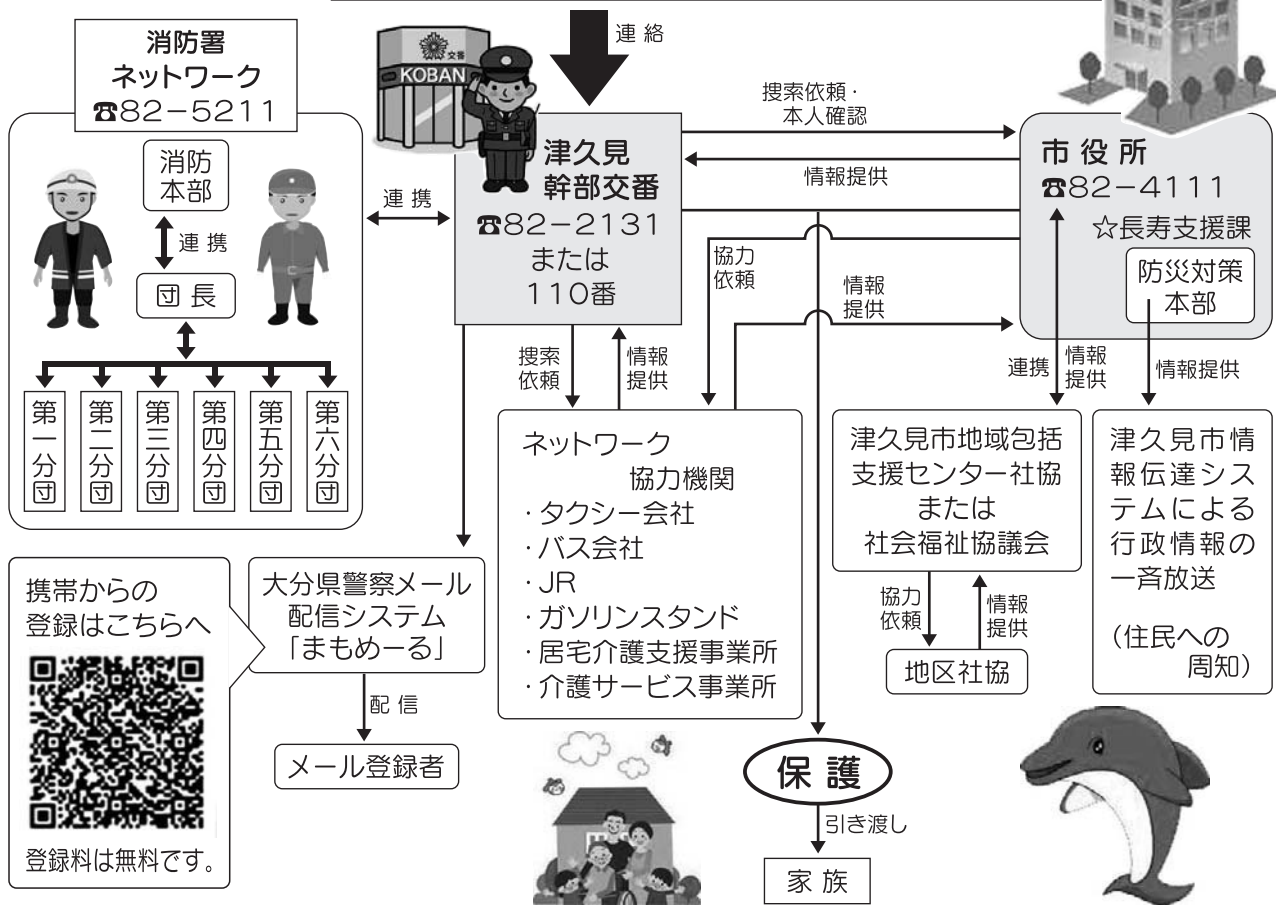 連絡
消防署
ネットワーク
☎82−5211
消防
本部
連携
団長
第一分団
第二分団
第三分団
第四分団
第五分団
第六分団
連携
交番
KOBAN
津久見
幹部交番
☎82−2131
または
110番
捜索依頼・
本人確認
情報提供
協力
依頼
情報
提供
市役所
☎82−4111
☆長寿支援課
防災対策
本部
捜索
依頼
情報
提供
連携
情報
提供
情報提供
ネットワーク
協力機関
・タクシー会社
・バス会社
・JR
・ガソリンスタンド
・居宅介護支援事業所
・介護サービス事業所
津久見市地域包括
支援センター社協
または
社会福祉協議会
協力
依頼
情報
提供
地区社協
津久見市情
報伝達シス
テムによる
行政情報の
一斉放送
(住民への
周知)
携帯からの
登録はこちらへ
登録料は無料です。
大分県警察メール
配信システム
「まもめーる」
配信
メール登録者
保護
引き渡し
家族